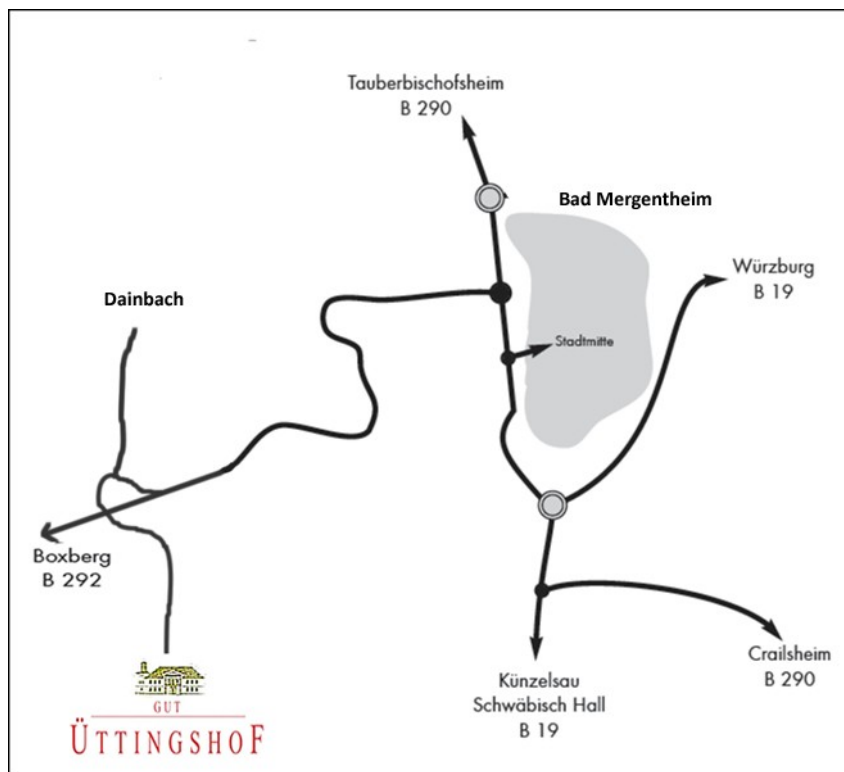 Tauberbischofsheim
B 290
Bad Mergentheim
Würzburg
B 19
Dainbach
Stadtmitte
Boxberg
B 292
Crailsheim
B 290
Künzelsau
Schwäbisch Hall
B 19
GUT
ÜTTINGSHOF